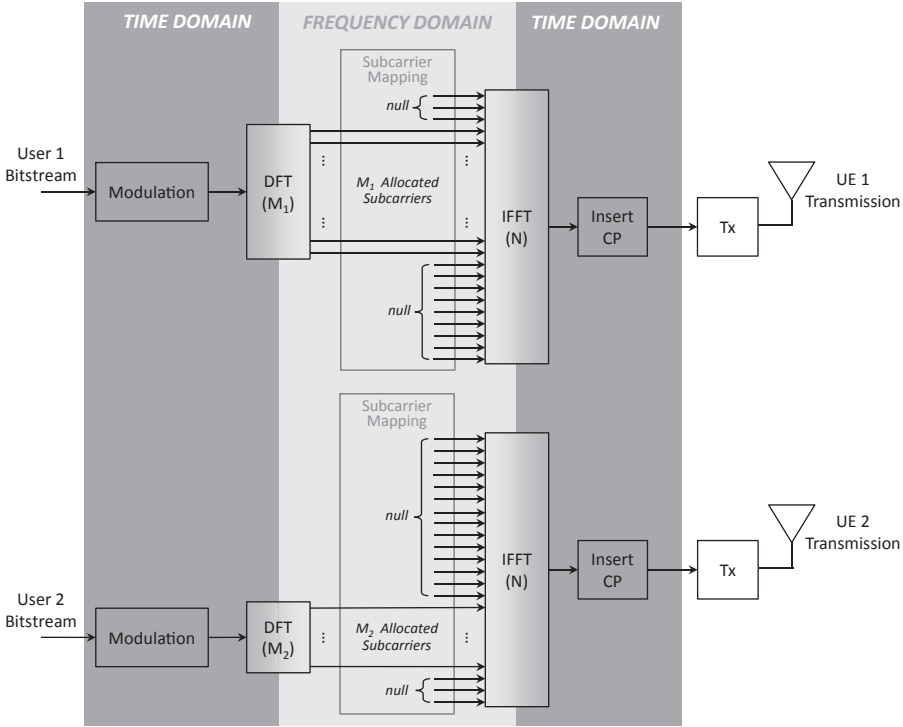 TIME DOMAIN
FREQUENCY DOMAIN
TIME DOMAIN
Subcarrier
Mapping
null
User 1
Bitstream
Modulation
DFT
(M1)
...
...
M1 Allocated
Subcarriers
...
...
null
IFFT
(N)
Insert
CP
Tx
UE 1
Transmission
Subcarrier
Mapping
null
User 2
Bitstream
Modulation
DFT
(M2)
...
M2 Allocated
Subcarriers
...
null
IFFT
(N)
Insert
CP
Tx
UE 2
Transmission